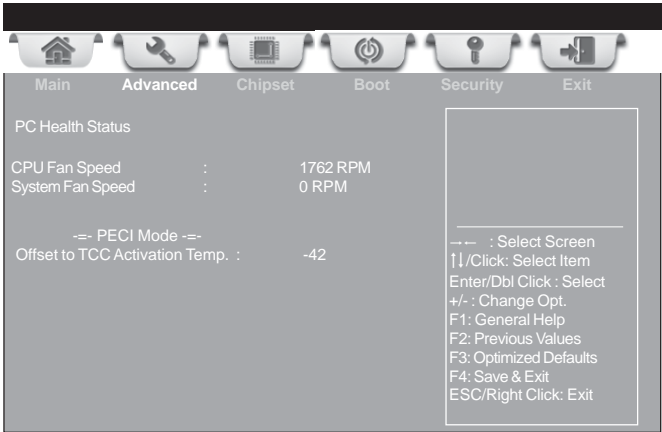 Main Advanced Chipset Boot Security Exit
PC Health Status
CPU Fan Speed : 1762 RPM
System Fan Speed : 0 RPM
-=- PECI Mode -=-
Offset to TCC Activation Temp. : -42
→← : Select Screen
↑↓/Click: Select Item
Enter/Dbl Click : Select
+/- : Change Opt.
F1: General Help
F2: Previous Values
F3: Optimized Defaults
F4: Save & Exit
ESC/Right Click: Exit